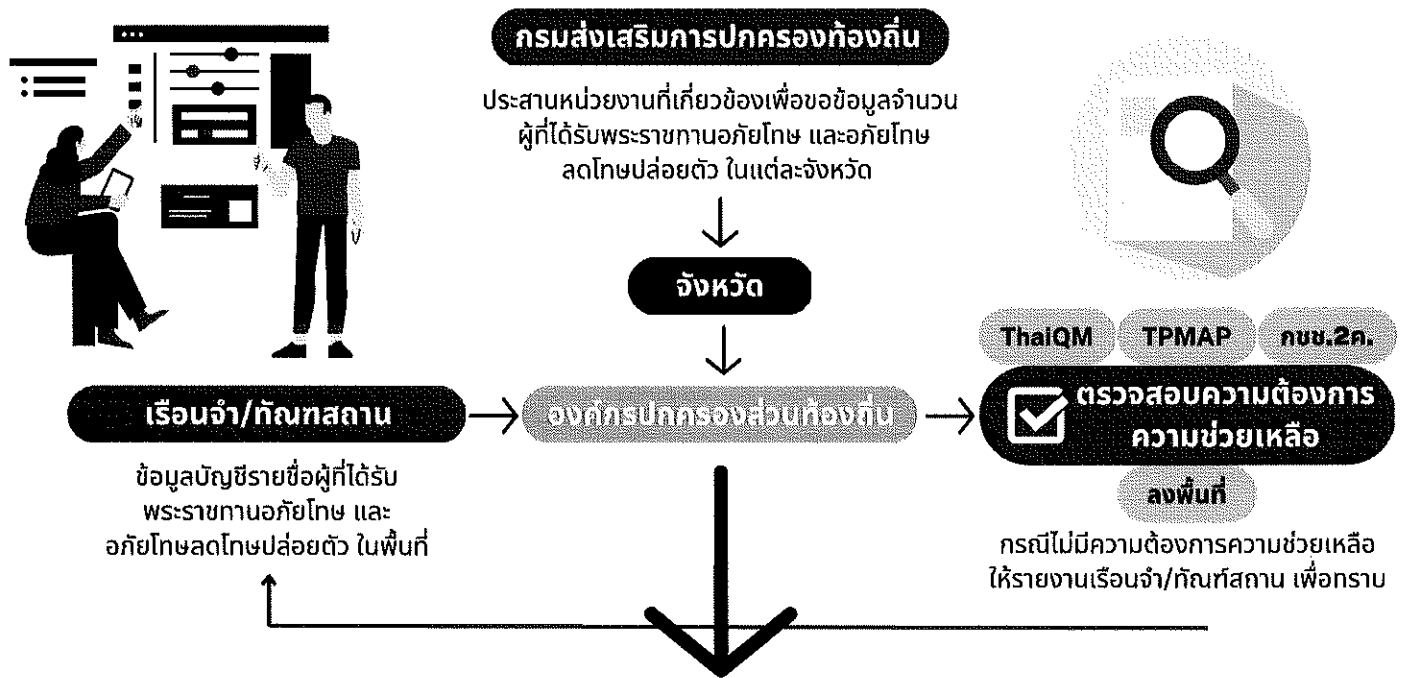 กรมส่งเสริมการปกครองท้องถิ่น
ประสานหน่วยงานที่เกี่ยวข้องเพื่อขอข้อมูลจำนวน
ผู้ที่ได้รับพระราชทานอภัยโทษ และอภัยโทษ
ลดโทษปล่อยตัว ในแต่ละจังหวัด
จังหวัด
ThaiQM TPMAP กชช.2ค.
เรือนจำ/ทัณฑสถาน
องค์กรปกครองส่วนท้องถิ่น
ตรวจสอบความต้องการ
ความช่วยเหลือ
ลงพื้นที่
ข้อมูลบัญชีรายชื่อผู้ที่ได้รับ
พระราชทานอภัยโทษ และ
อภัยโทษลดโทษปล่อยตัว ในพื้นที่
กรณีไม่มีความต้องการความช่วยเหลือ
ให้รายงานเรือนจำ/ทัณฑ์สถาน เพื่อทราบ